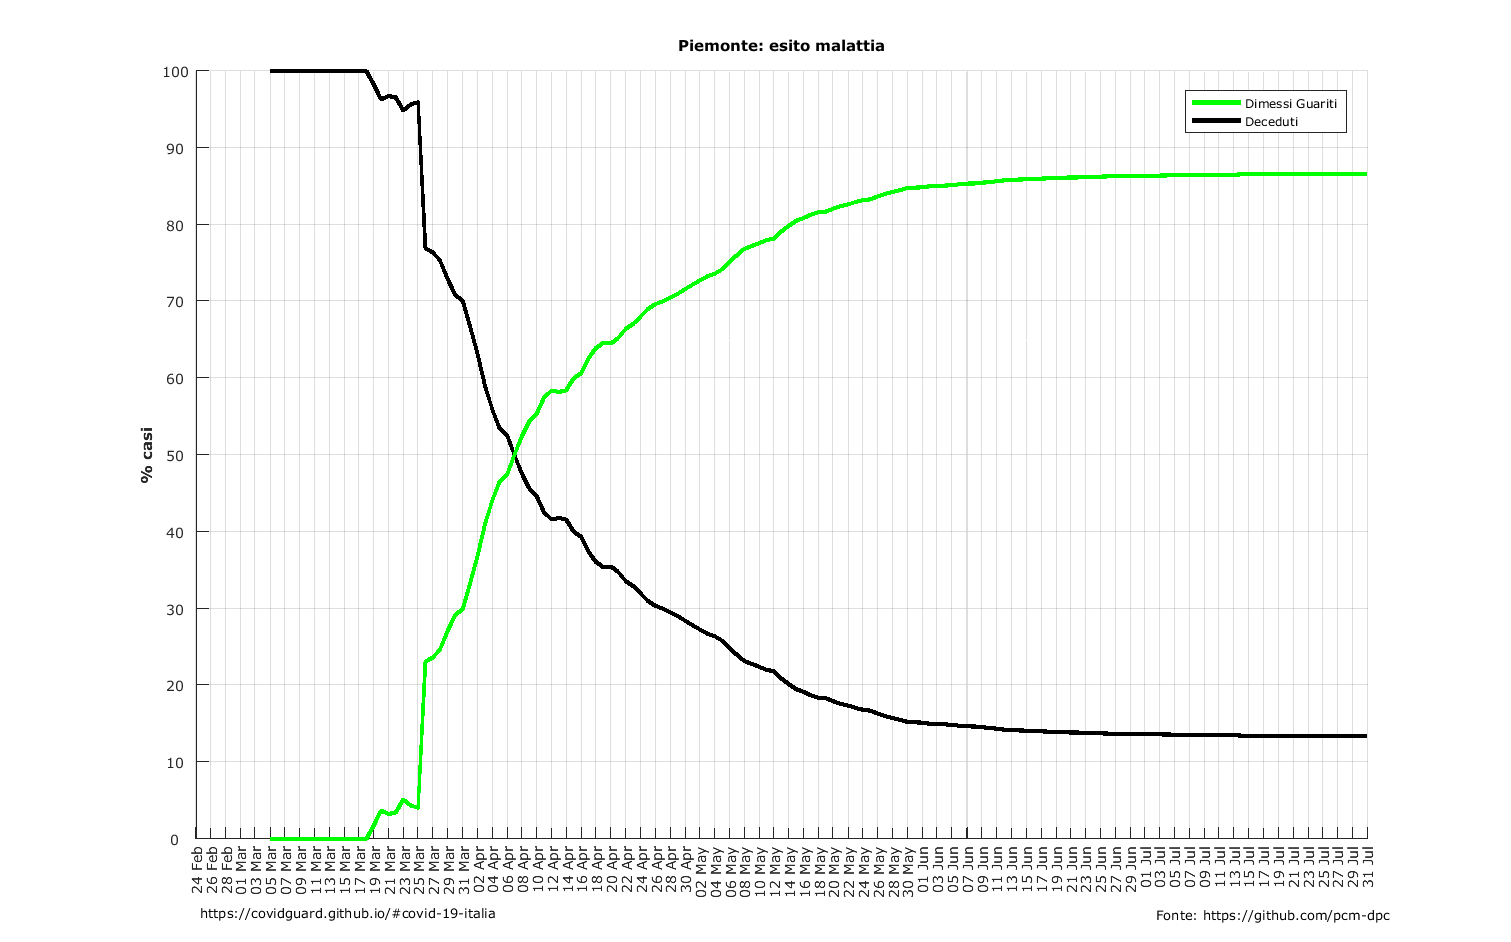 Piemonte: esito malattia
100
90
80
70
60
50
40
30
20
10
0
% casi
Dimessi Guariti
Deceduti
24 Feb
26 Feb
28 Feb
01 Mar
03 Mar
05 Mar
07 Mar
09 Mar
11 Mar
13 Mar
15 Mar
17 Mar
19 Mar
21 Mar
23 Mar
25 Mar
27 Mar
29 Mar
31 Mar
02 Apr
04 Apr
06 Apr
08 Apr
10 Apr
12 Apr
14 Apr
16 Apr
18 Apr
20 Apr
22 Apr
24 Apr
26 Apr
28 Apr
30 Apr
02 May
04 May
06 May
08 May
10 May
12 May
14 May
16 May
18 May
20 May
22 May
24 May
26 May
28 May
30 May
01 Jun
03 Jun
05 Jun
07 Jun
09 Jun
11 Jun
13 Jun
15 Jun
17 Jun
19 Jun
21 Jun
23 Jun
25 Jun
27 Jun
29 Jun
01 Jul
03 Jul
05 Jul
07 Jul
09 Jul
11 Jul
13 Jul
15 Jul
17 Jul
19 Jul
21 Jul
23 Jul
25 Jul
27 Jul
29 Jul
31 Jul
https://covidguard.github.io/#covid-19-italia
Fonte: https://github.com/pcm-dpc